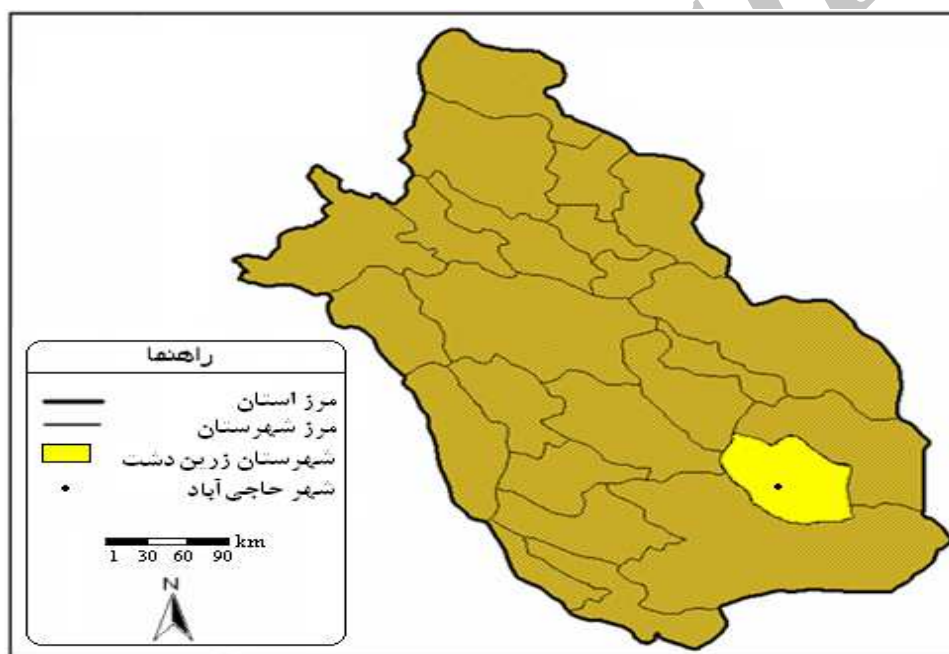 راهنما
مرز استان
مرز شهرستان
شهرستان زرین دشت
شهر حاجی آباد
km
1 30 60 90
N